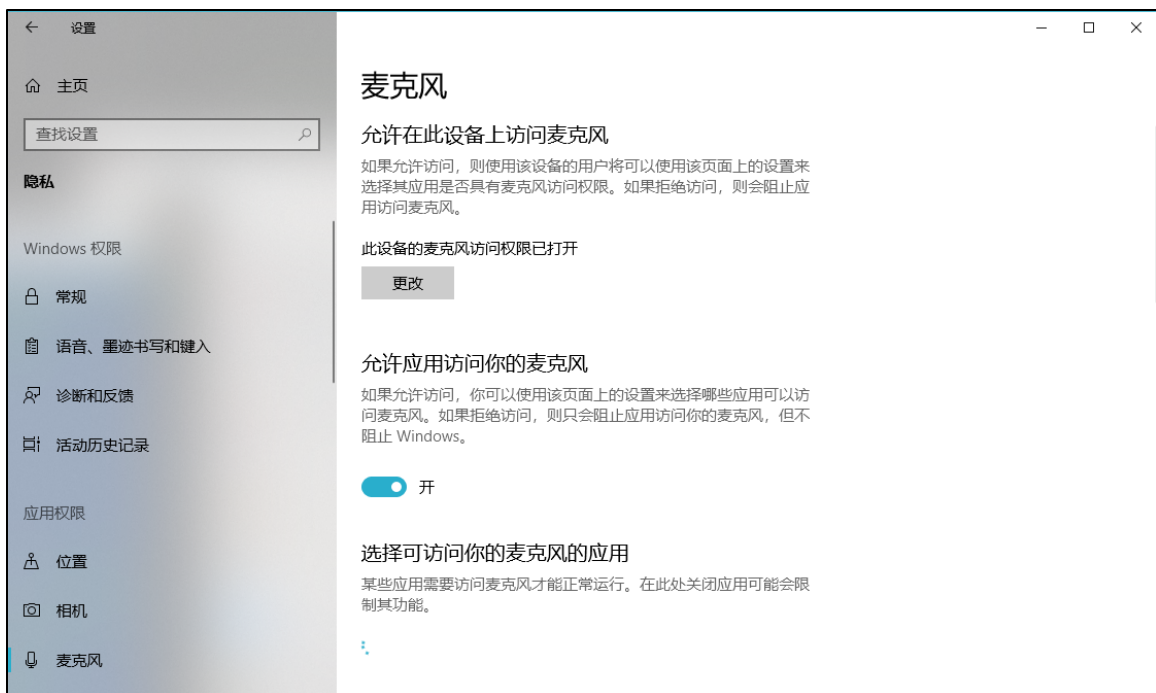 设置
主页
查找设置
隐私
Windows 权限
常规
语音、墨迹书写和键入
诊断和反馈
活动历史记录
应用权限
位置
相机
麦克风
麦克风
允许在此设备上访问麦克风
如果允许访问，则使用该设备的用户将可以使用该页面上的设置来
选择其应用是否具有麦克风访问权限。如果拒绝访问，则会阻止应
用访问麦克风。
此设备的麦克风访问权限已打开
更改
允许应用访问你的麦克风
如果允许访问，你可以使用该页面上的设置来选择哪些应用可以访
问麦克风。如果拒绝访问，则只会阻止应用访问你的麦克风，但不
阻止 Windows。
开
选择可访问你的麦克风的应用
某些应用需要访问麦克风才能正常运行。在此处关闭应用可能会限
制其功能。